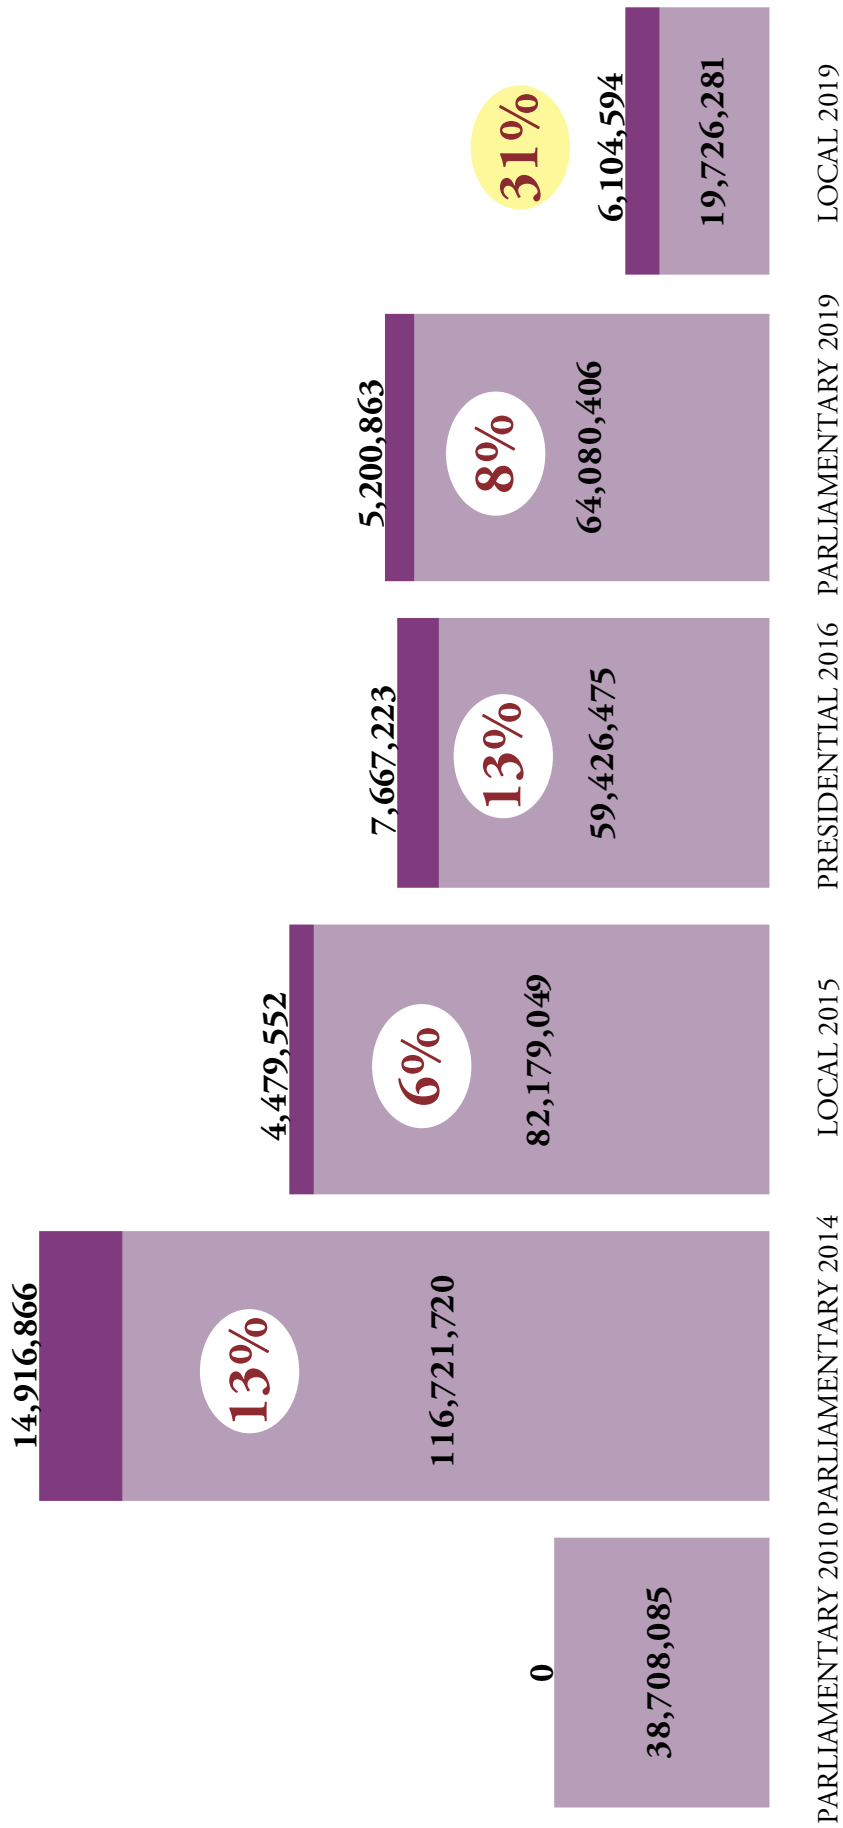 0
38,708,085
PARLIAMENTARY 2010
14,916,866
13%
116,721,720
PARLIAMENTARY 2014
4,479,552
6%
82,179,049
LOCAL 2015
7,667,223
13%
59,426,475
PRESIDENTIAL 2016
5,200,863
8%
64,080,406
PARLIAMENTARY 2019
31%
6,104,594
19,726,281
LOCAL 2019